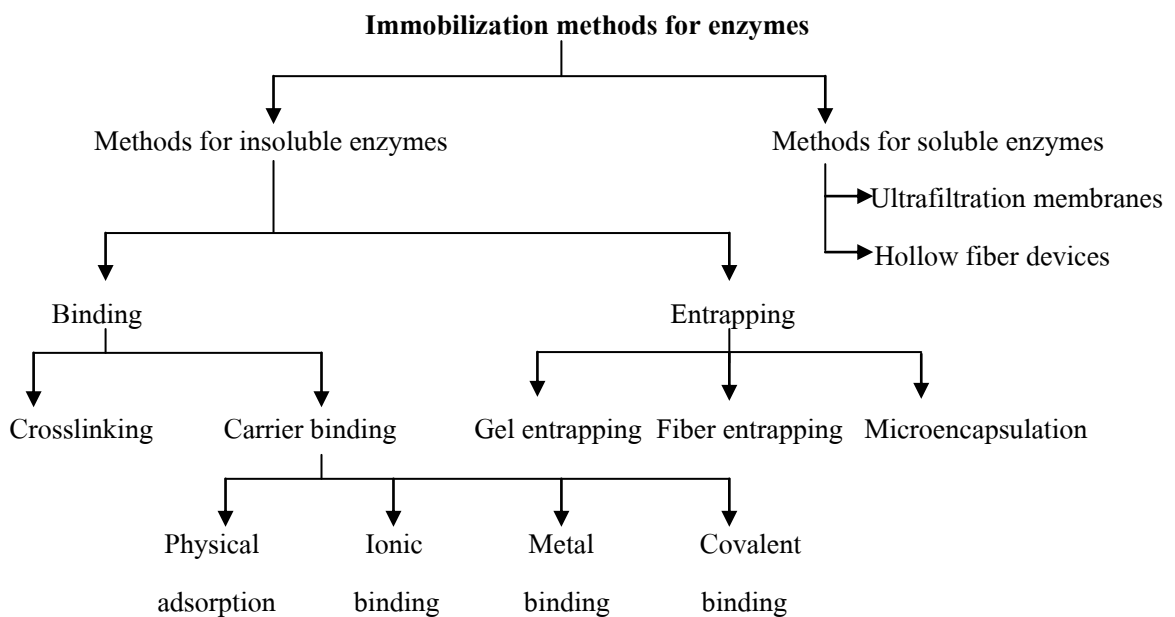 Immobilization methods for enzymes
Methods for insoluble enzymes
Methods for soluble enzymes
Ultrafiltration membranes
Hollow fiber devices
Binding
Entrapping
Crosslinking
Carrier binding
Gel entrapping
Fiber entrapping
Microencapsulation
Physical
adsorption
Ionic
binding
Metal
binding
Covalent
binding